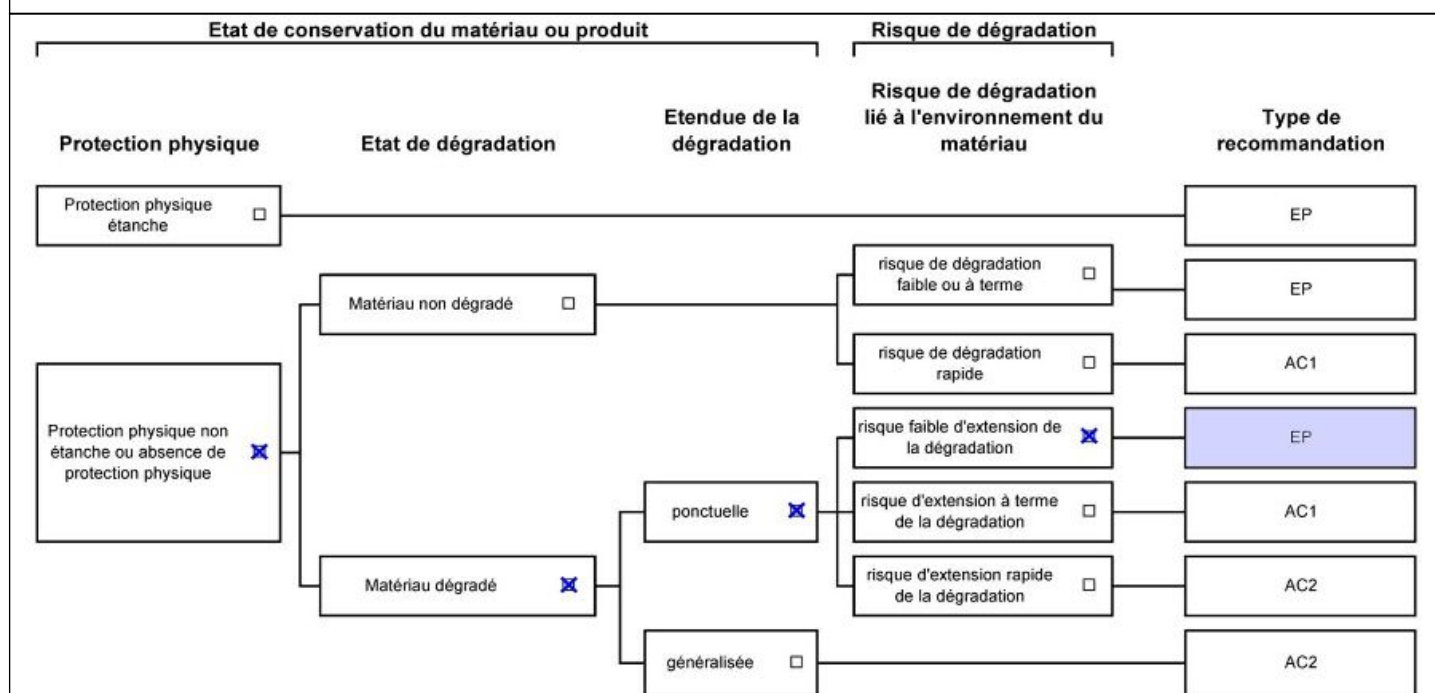 Etat de conservation du matériau ou produit
Risque de dégradation
Protection physique
Etat de dégradation
Etendue de la
dégradation
Risque de dégradation
lié à l'environnement du
matériau
Type de
recommandation
Protection physique
étanche
EP
Matériau non dégradé
risque de dégradation
faible ou à terme
EP
risque de dégradation
rapide
AC1
Protection physique non
étanche ou absence de
protection physique
risque faible d'extension de
la dégradation
EP
ponctuelle
risque d'extension à terme
de la dégradation
AC1
Matériau dégradé
risque d'extension rapide
de la dégradation
AC2
généralisée
AC2